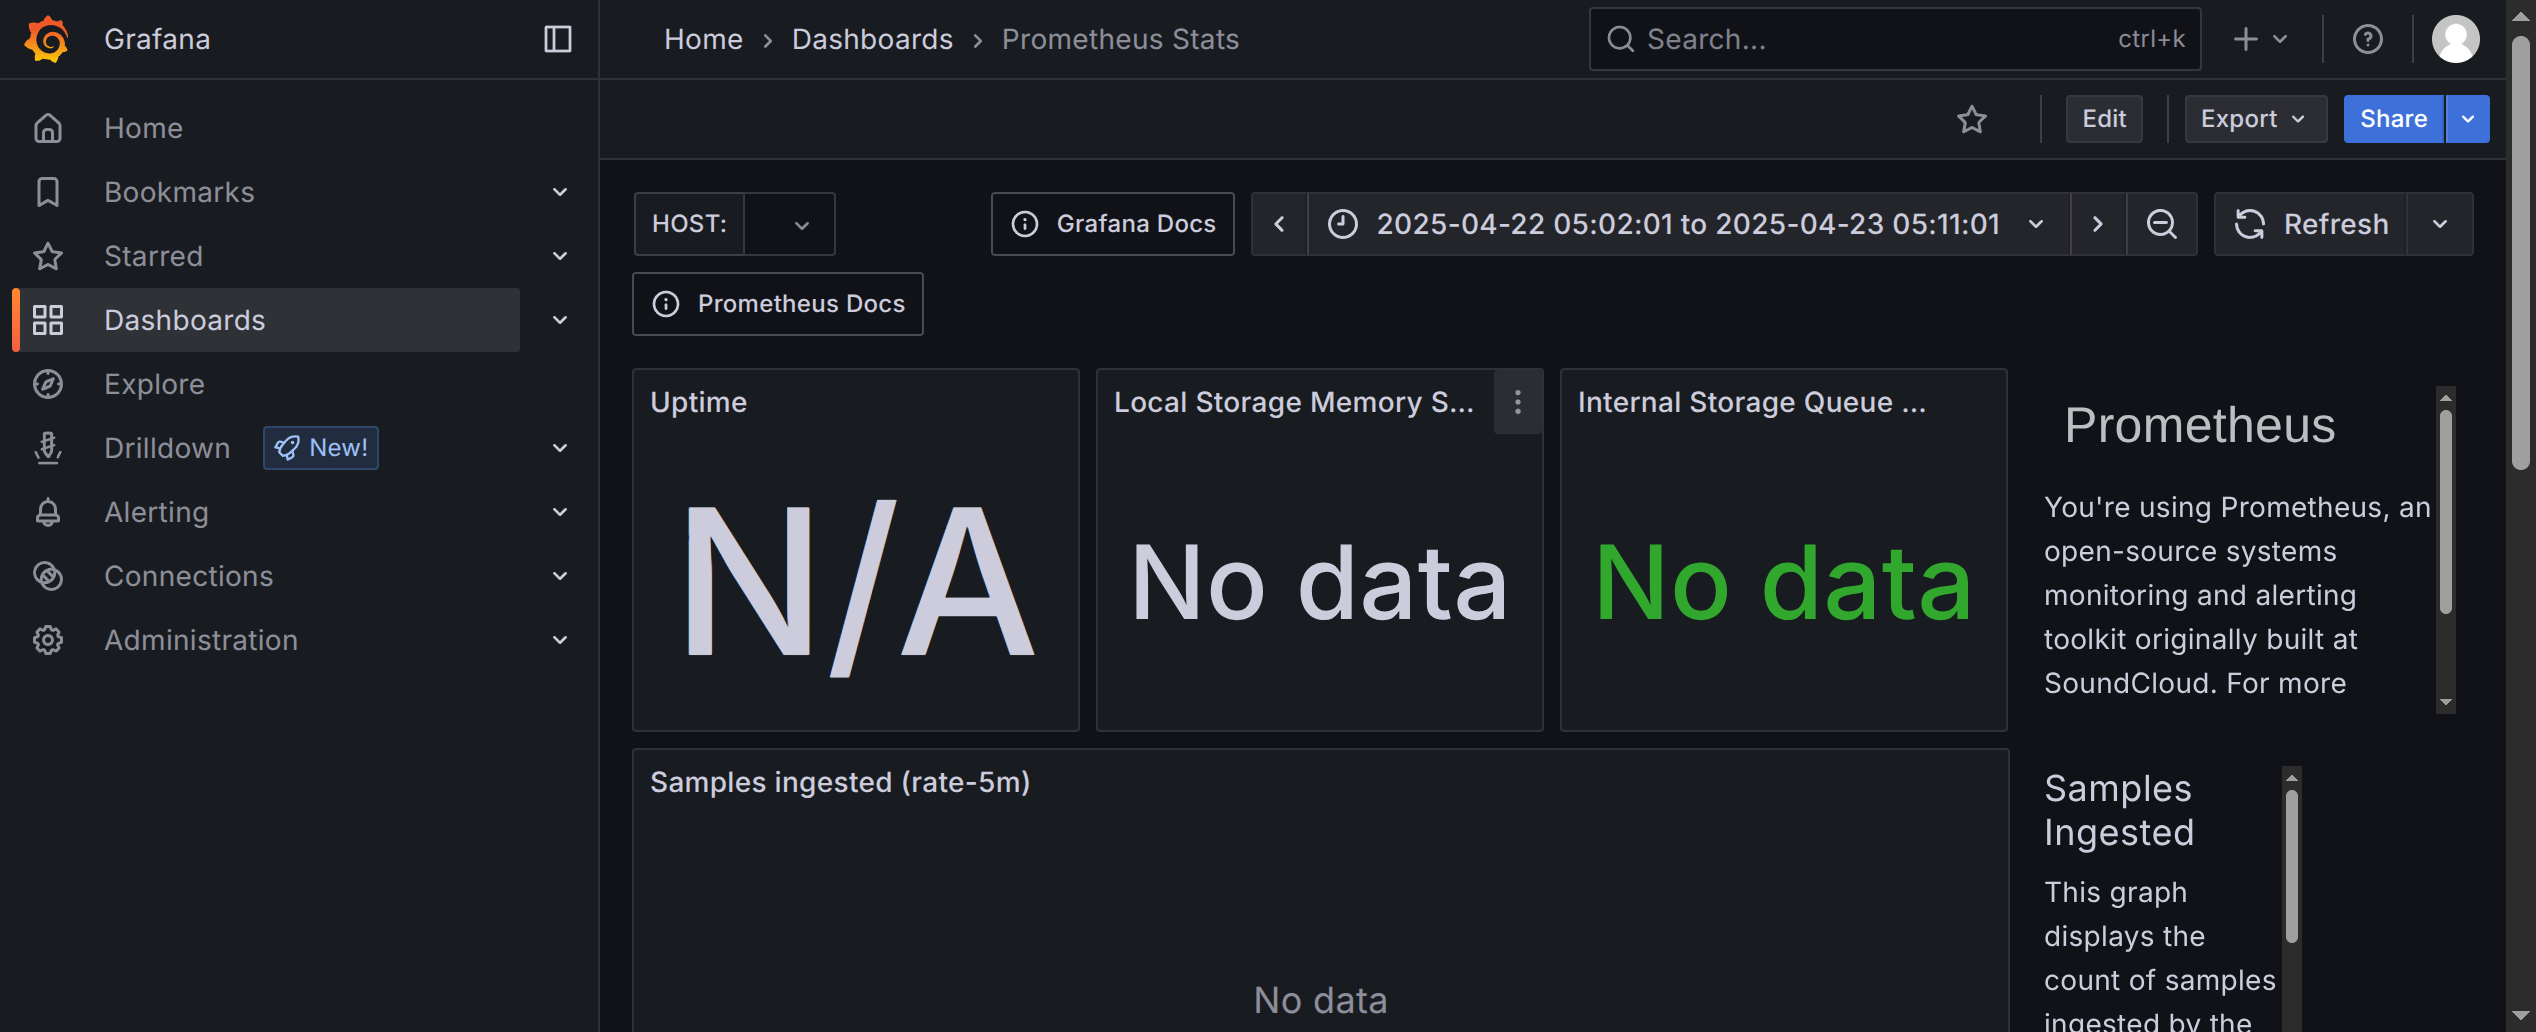 Grafana
Home
Dashboards
Prometheus Stats
Search...
ctrl+k
Home
Bookmarks
Starred
Dashboards
Explore
Drilldown
New!
Alerting
Connections
Administration
Edit
Export
Share
HOST:
Grafana Docs
2025-04-22 05:02:01 to 2025-04-23 05:11:01
Refresh
Prometheus Docs
Uptime
N/A
Local Storage Memory S...
No data
Internal Storage Queue ...
No data
Prometheus
You're using Prometheus, an
open-source systems
monitoring and alerting
toolkit originally built at
SoundCloud. For more
Samples ingested (rate-5m)
No data
Samples
Ingested
This graph
displays the
count of samples
ingested by the